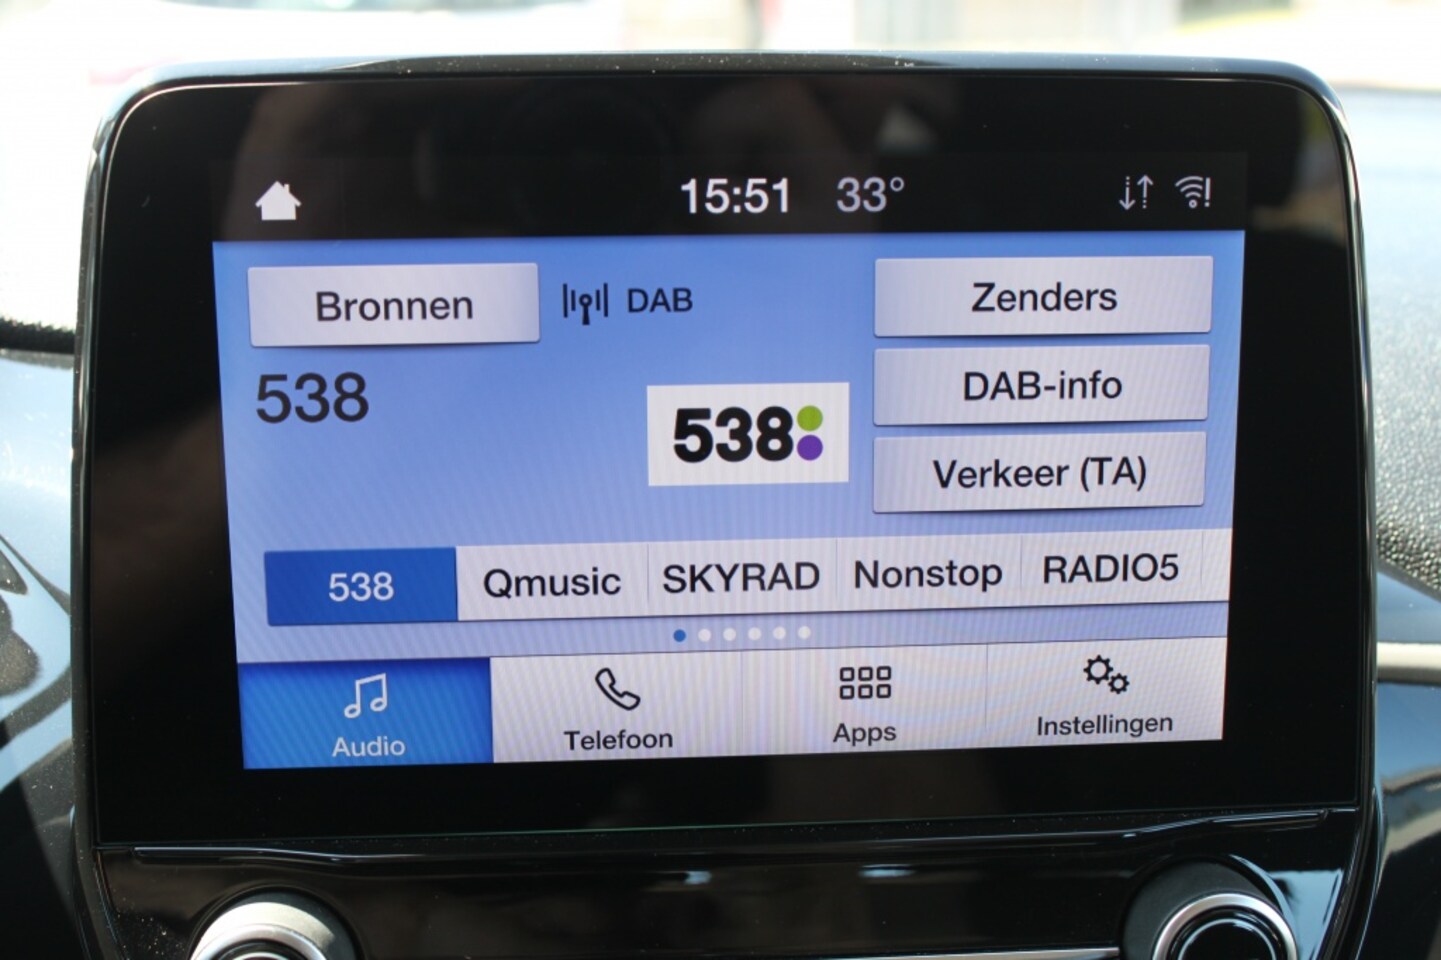 15:51 33°
Bronnen DAB Zenders
538 538 DAB-info
Verkeer (TA)
538 Qmusic SKYRAD Nonstop RADIO5
Audio Telefoon Apps Instellingen